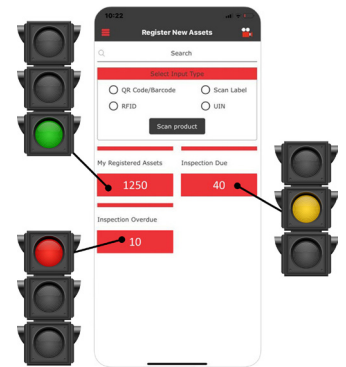 10:22
Register New Assets
Search
Select Input Type
QR Code/Barcode
Scan Label
RFID
UIN
Scan product
My Registered Assets
Inspection Due
1250
40
Inspection Overdue
10